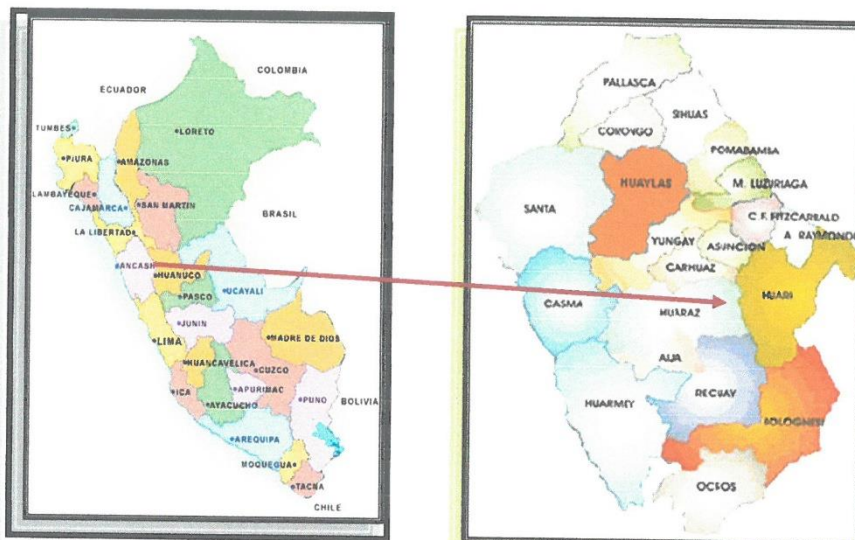 COLOMBIA
ECUADOR
TUMBES
LORETO
PIURA
AMAZONAS
LAMBAYEQUE
CAJAMARCA
SAN MARTIN
BRASIL
LA LIBERTAD
ANCASH
HUANUCO
PASCO
UCAYALI
JUNIN
LIMA
MADRE DE DIOS
HUANCAVELICA
CUZCO
ICA
APURIMAC
AYACUCHO
PUNO
BOLIVIA
AREQUIPA
MOQUEGUA
TACNA
CHILE
PALLASCA
SIHUAS
CORONGO
POMABAMBA
HUAYLAS
M. LUZURIAGA
SANTA
C.F. FITZCARRALD
A. RAYMONDI
YUNGAY
ASUNCION
CARHUAZ
HUARI
CASMA
HUARAZ
AIJA
RECUAY
HUARMEY
BOLOGNESI
OCROS